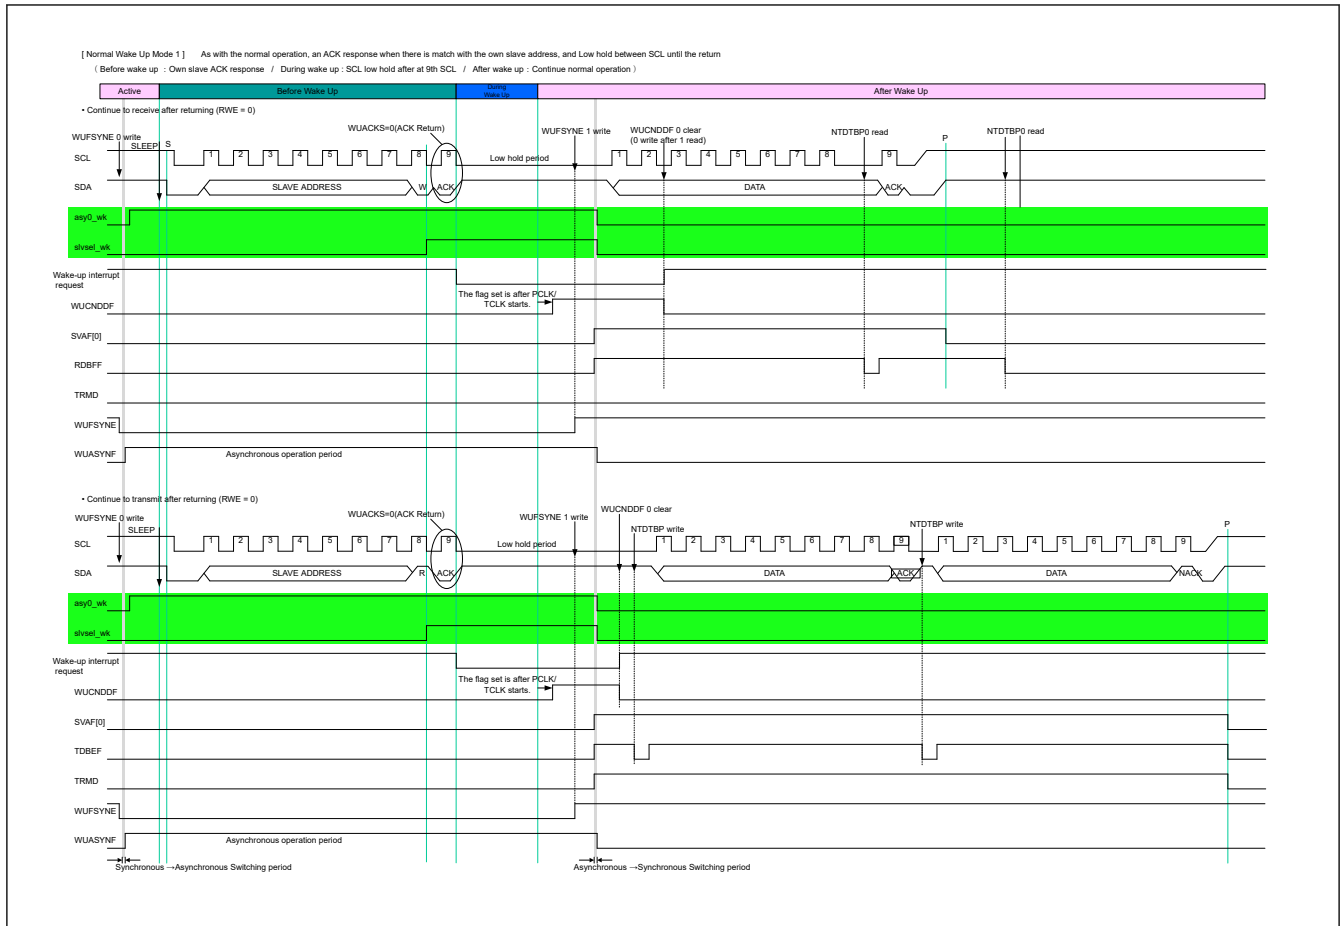 [ Normal Wake Up Mode 1 ] As with the normal operation, an ACK response when there is match with the own slave address, and Low hold between SCL until the return
( Before wake up : Own slave ACK response / During wake up : SCL low hold after at 9th SCL / After wake up : Continue normal operation )
Active Before Wake Up During Wake Up After Wake Up
• Continue to receive after returning (RWE = 0)
WUFSYNE 0 write SLEEP S WUACKS=0(ACK Return) WUFSYNE 1 write WUCNDDF 0 clear (0 write after 1 read) NTDTBP0 read P NTDTBP0 read
SCL 1 2 3 4 5 6 7 8 9 Low hold period 1 2 3 4 5 6 7 8 9
SDA SLAVE ADDRESS W ACK DATA ACK
asy0_wk
slvsel_wk
Wake-up interrupt
request
The flag set is after PCLK/
TCLK starts.
WUCNDDF
SVAF[0]
RDBFF
TRMD
WUFSYNE
WUASYNF Asynchronous operation period
• Continue to transmit after returning (RWE = 0)
WUFSYNE 0 write SLEEP WUACKS=0(ACK Return) WUFSYNE 1 write WUCNDDF 0 clear NTDTBP write NTDTBP write P
SCL 1 2 3 4 5 6 7 8 9 Low hold period 1 2 3 4 5 6 7 8 9 1 2 3 4 5 6 7 8 9
SDA SLAVE ADDRESS R ACK DATA ACK DATA NACK
asy0_wk
slvsel_wk
Wake-up interrupt
request
The flag set is after PCLK/
TCLK starts.
WUCNDDF
SVAF[0]
TDBEF
TRMD
WUFSYNE
WUASYNF Asynchronous operation period
Synchronous →Asynchronous Switching period Asynchronous →Synchronous Switching period